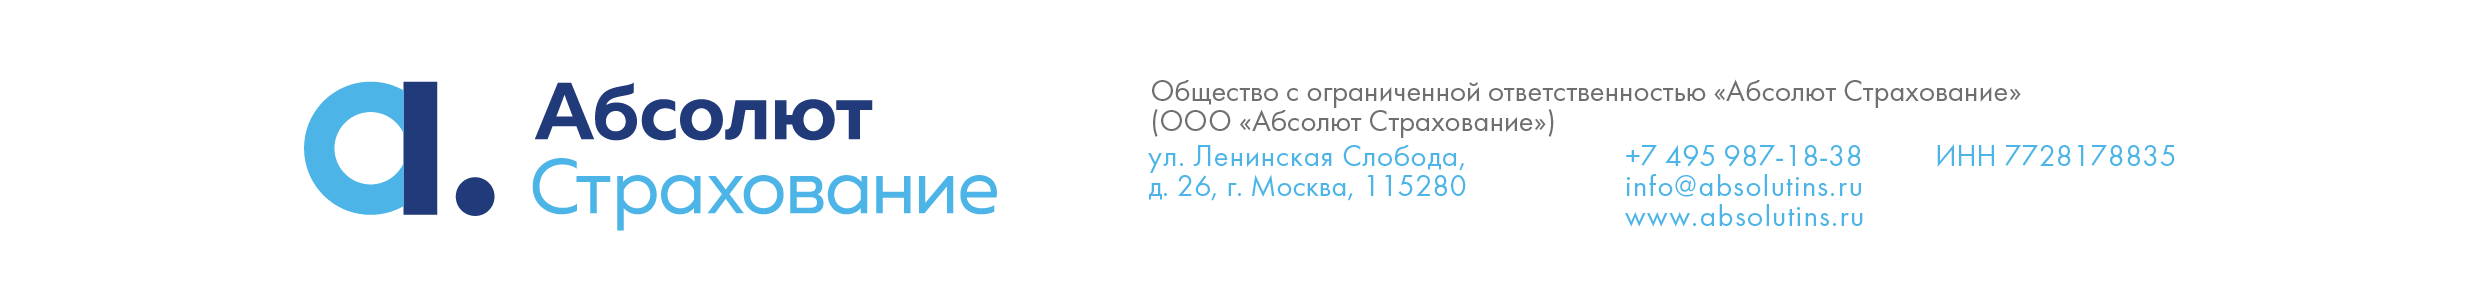 Абсолют
Страхование
Общество с ограниченной ответственностью «Абсолют Страхование»
(ООО «Абсолют Страхование»)
ул. Ленинская Слобода,
д. 26, г. Москва, 115280
+7 495 987-18-38
info@absolutins.ru
www.absolutins.ru
ИНН 7728178835